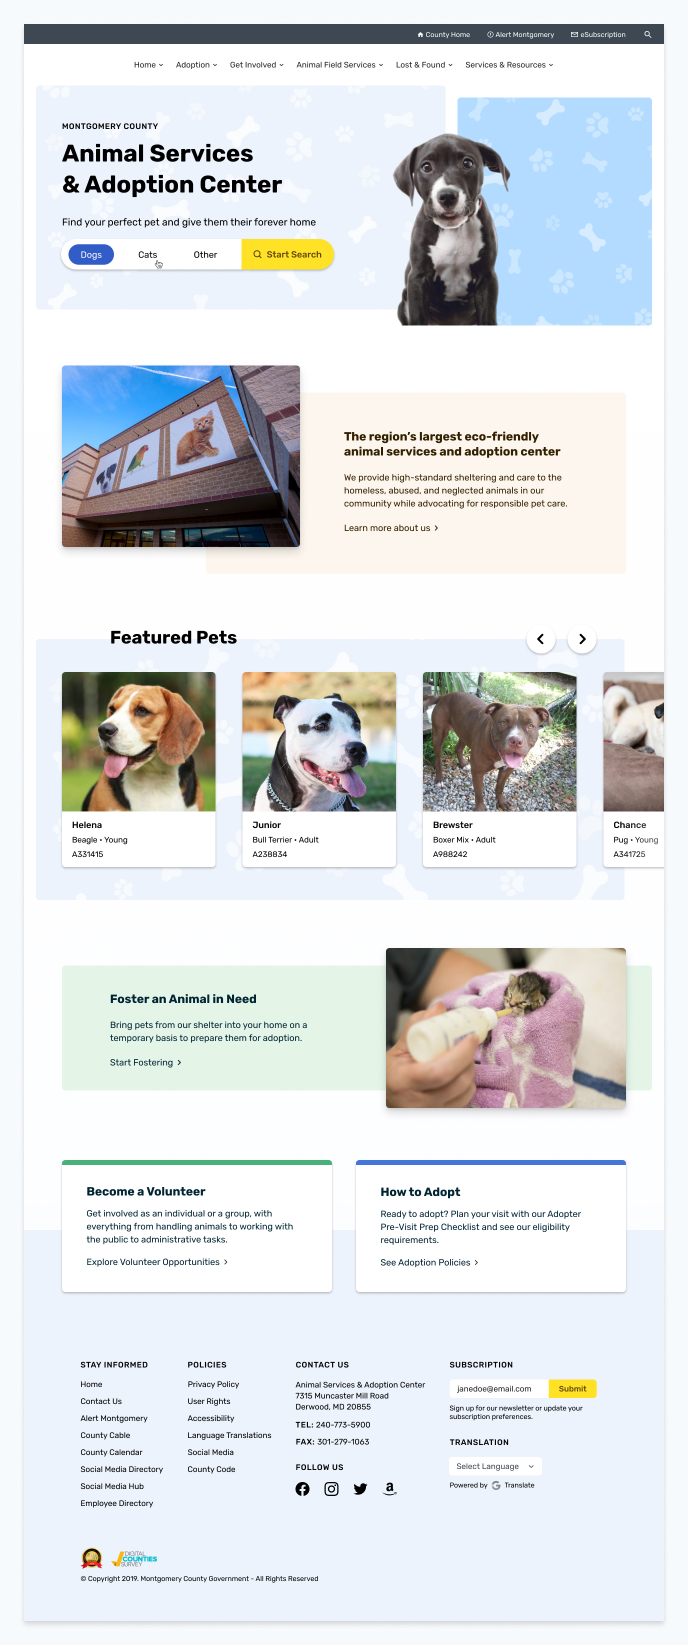 County Home
Alert Montgomery
eSubscription
Home
Adoption
Get Involved
Animal Field Services
Lost & Found
Services & Resources
MONTGOMERY COUNTY
Animal Services
& Adoption Center
Find your perfect pet and give them their forever home
Dogs
Cats
Other
Start Search
The region's largest eco-friendly
animal services and adoption center
We provide high-standard sheltering and care to the
homeless, abused, and neglected animals in our
community while advocating for responsible pet care.
Learn more about us
Featured Pets
Helena
Beagle • Young
A331415
Junior
Bull Terrier • Adult
A238834
Brewster
Boxer Mix • Adult
A988242
Chance
Pug • Young
A341725
Foster an Animal in Need
Bring pets from our shelter into your home on a
temporary basis to prepare them for adoption.
Start Fostering
Become a Volunteer
Get involved as an individual or a group, with
everything from handling animals to working with
the public to administrative tasks.
Explore Volunteer Opportunities
How to Adopt
Ready to adopt? Plan your visit with our Adopter
Pre-Visit Prep Checklist and see our eligibility
requirements.
See Adoption Policies
STAY INFORMED
Home
Contact Us
Alert Montgomery
County Cable
County Calendar
Social Media Directory
Social Media Hub
Employee Directory
POLICIES
Privacy Policy
User Rights
Accessibility
Language Translations
Social Media
County Code
CONTACT US
Animal Services & Adoption Center
7315 Muncaster Mill Road
Derwood, MD 20855
TEL: 240-773-5900
FAX: 301-279-1063
FOLLOW US
SUBSCRIPTION
janedoe@email.com
Submit
Sign up for our newsletter or update your
subscription preferences.
TRANSLATION
Select Language
Powered by G Translate
DIGITAL
COUNTIES
SURVEY
© Copyright 2019. Montgomery County Government - All Rights Reserved